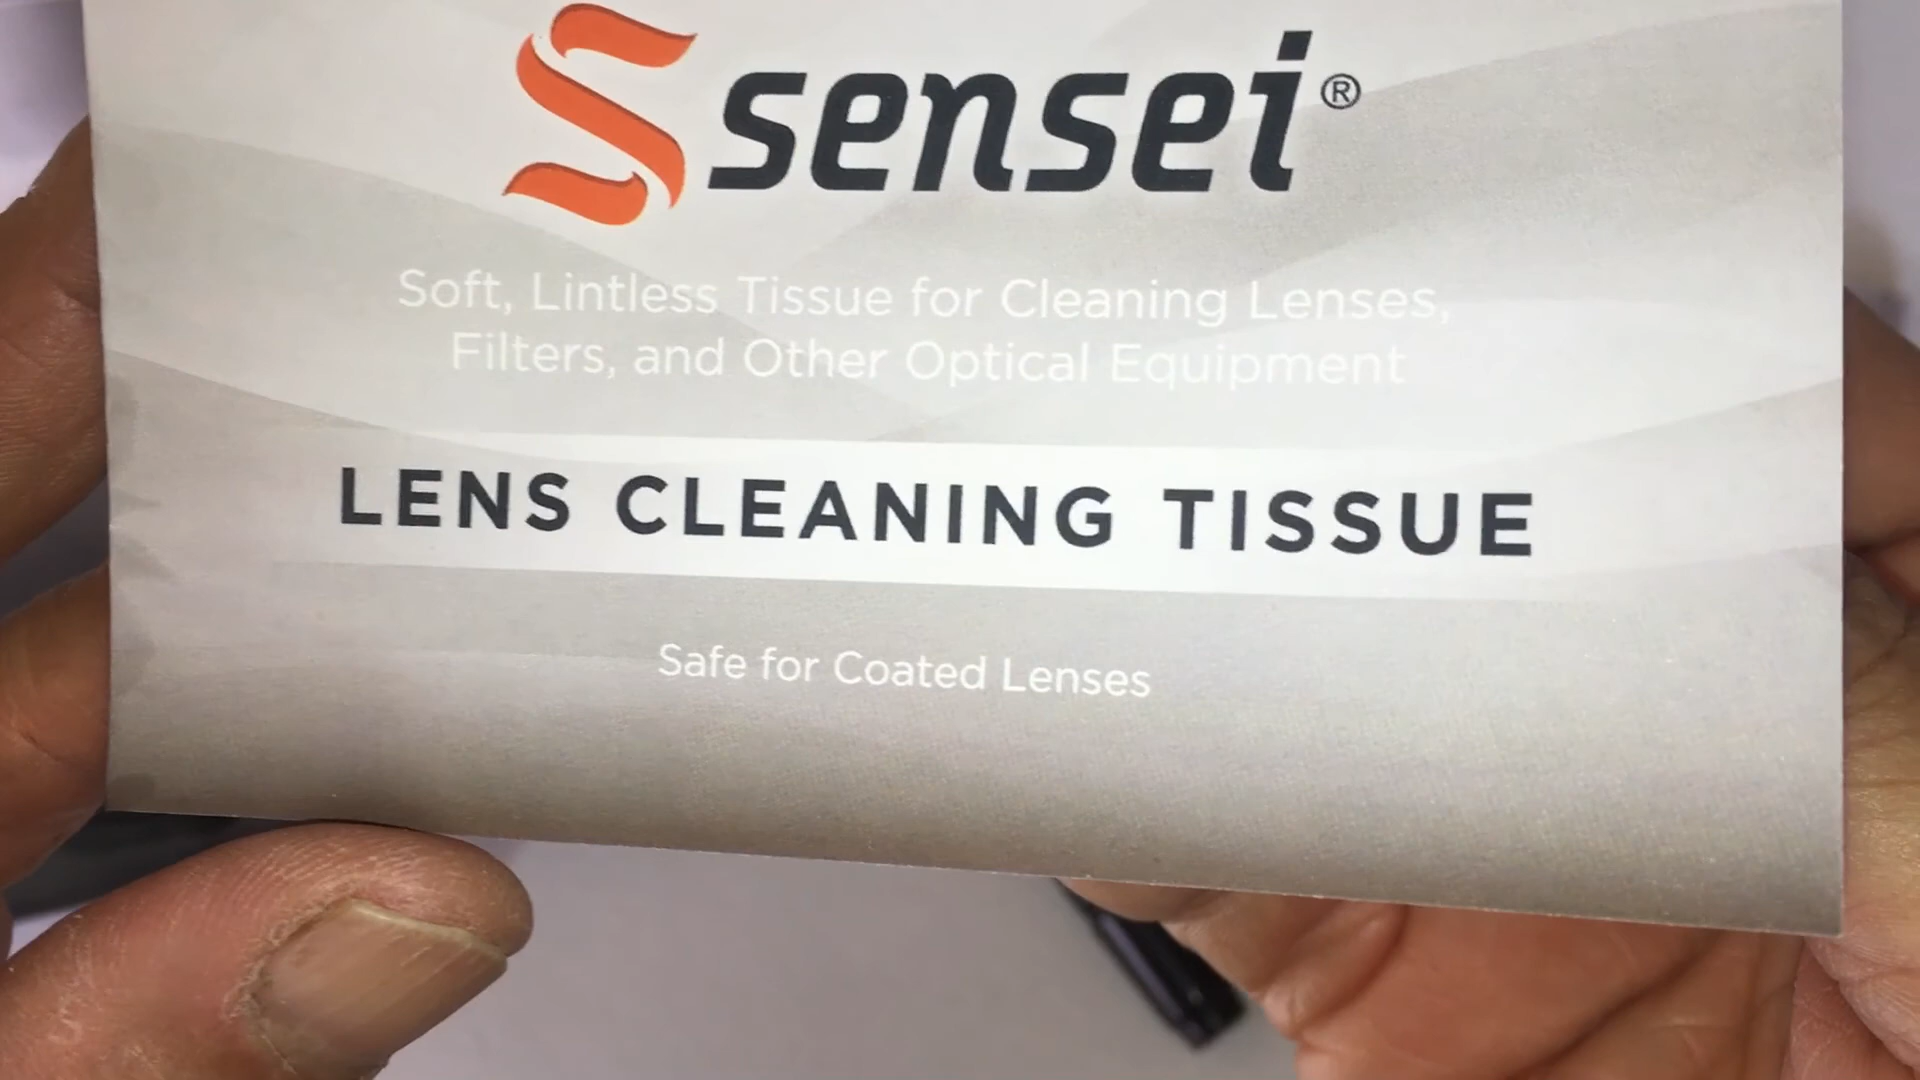 sensei®
Soft, Lintless Tissue for Cleaning Lenses,
Filters, and Other Optical Equipment
LENS CLEANING TISSUE
Safe for Coated Lenses